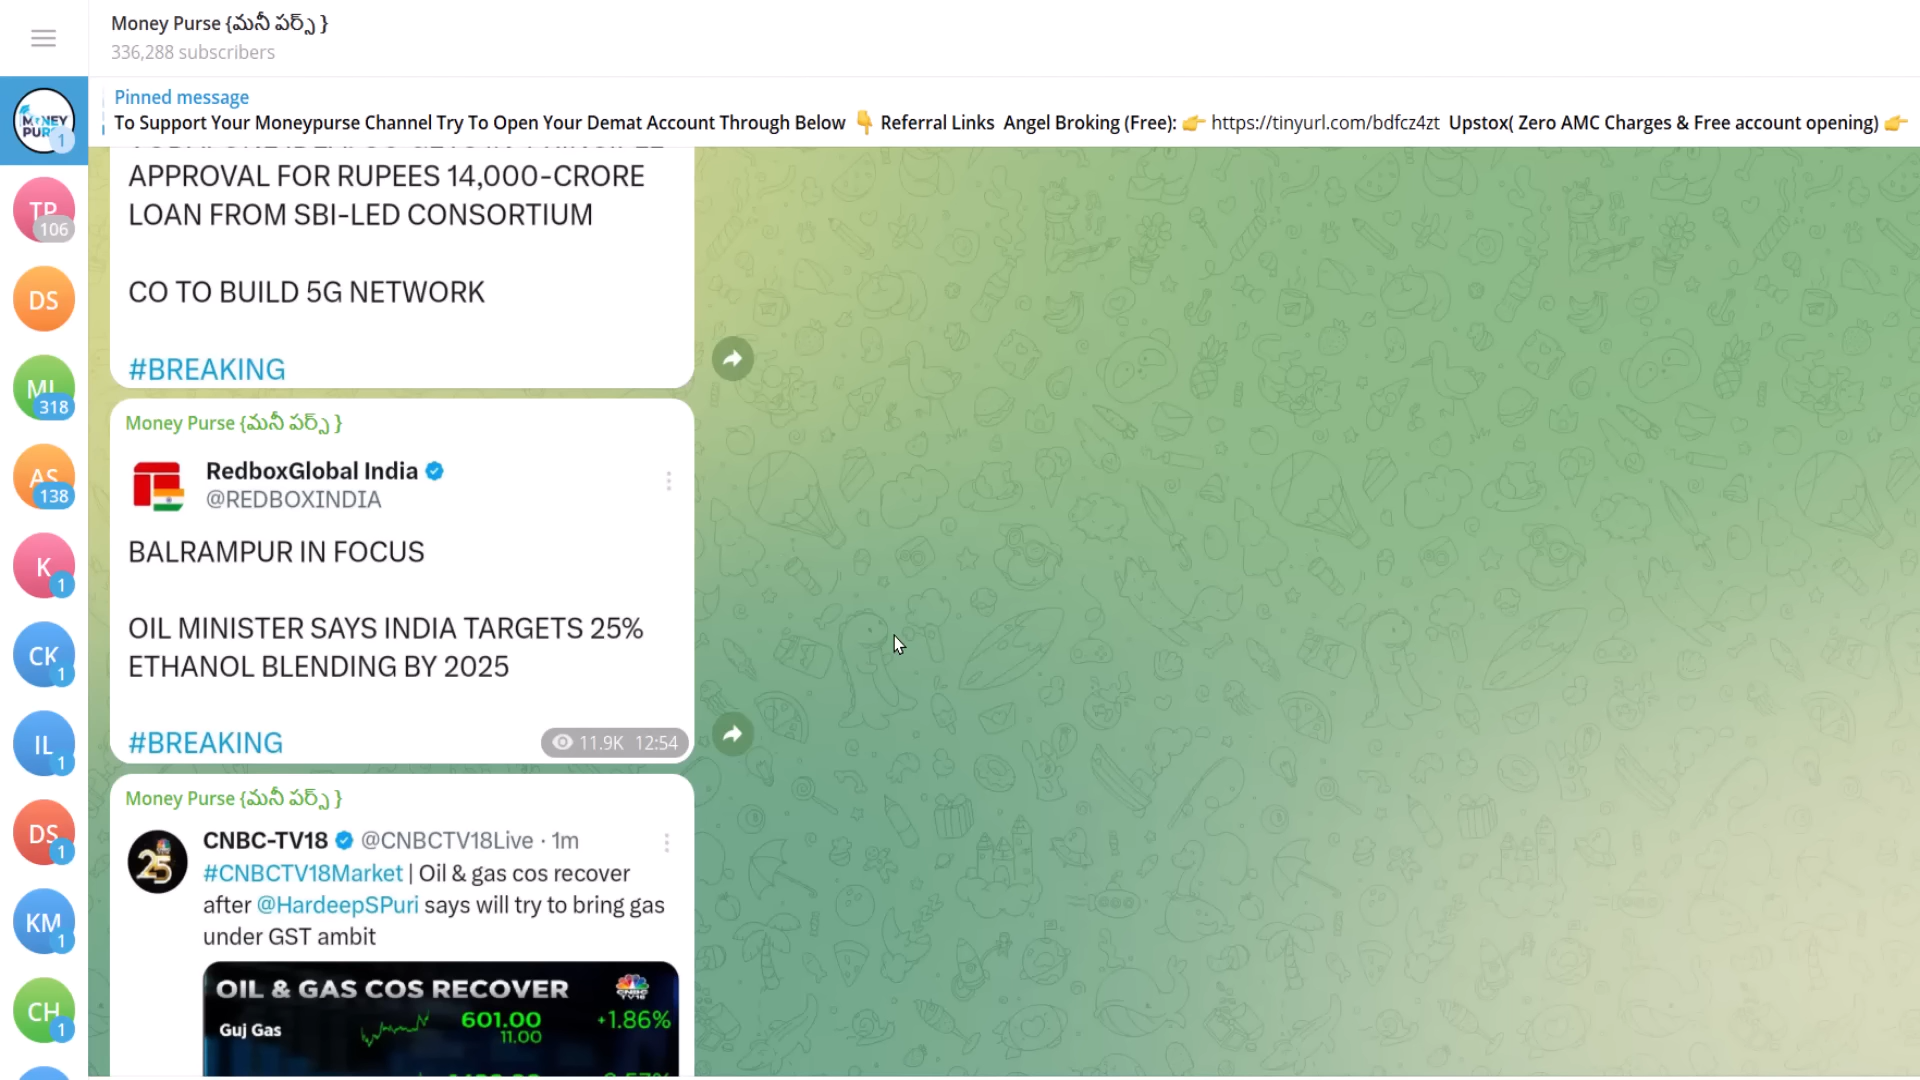 Money Purse {మనీ పర్స్ }
336,288 subscribers
Pinned message
To Support Your Moneypurse Channel Try To Open Your Demat Account Through Below 👇 Referral Links Angel Broking (Free): 👉 https://tinyurl.com/bdfcz4zt Upstox( Zero AMC Charges & Free account opening) 👉
MONEY
PURSE
1
TP
106
DS
ML
318
AS
138
K
1
CK
1
IL
1
DS
1
KM
1
CH
1
APPROVAL FOR RUPEES 14,000-CRORE
LOAN FROM SBI-LED CONSORTIUM
CO TO BUILD 5G NETWORK
#BREAKING
Money Purse {మనీ పర్స్ }
RedboxGlobal India
@REDBOXINDIA
BALRAMPUR IN FOCUS
OIL MINISTER SAYS INDIA TARGETS 25%
ETHANOL BLENDING BY 2025
#BREAKING
11.9K 12:54
Money Purse {మనీ పర్స్ }
CNBC-TV18 @CNBCTV18Live · 1m
#CNBCTV18Market | Oil & gas cos recover
after @HardeepSPuri says will try to bring gas
under GST ambit
25
OIL & GAS COS RECOVER
CNBC
TV18
Guj Gas 601.00 +1.86%
11.00